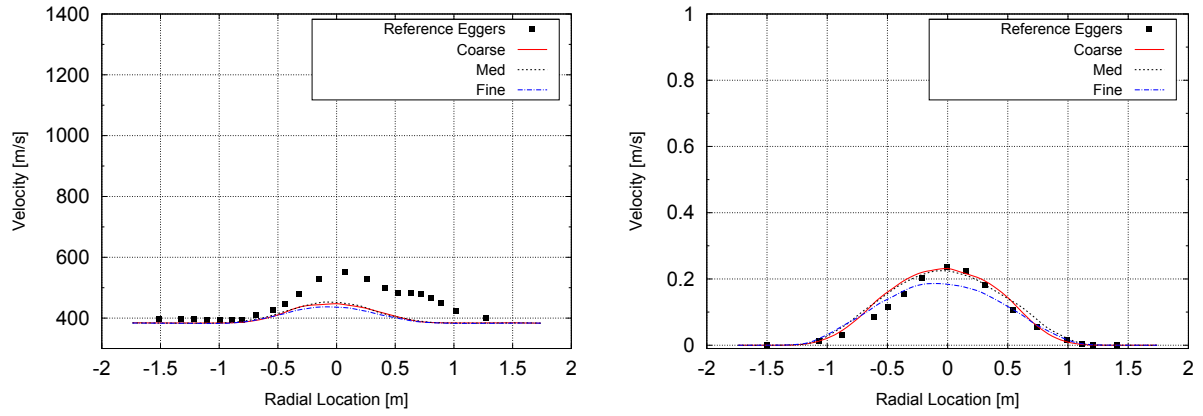 1400
1200
1000
800
600
400
Velocity [m/s]
-2 -1.5 -1 -0.5 0 0.5 1 1.5 2
Radial Location [m]
Reference Eggers
Coarse
Med
Fine
1
0.8
0.6
0.4
0.2
0
Velocity [m/s]
-2 -1.5 -1 -0.5 0 0.5 1 1.5 2
Radial Location [m]
Reference Eggers
Coarse
Med
Fine